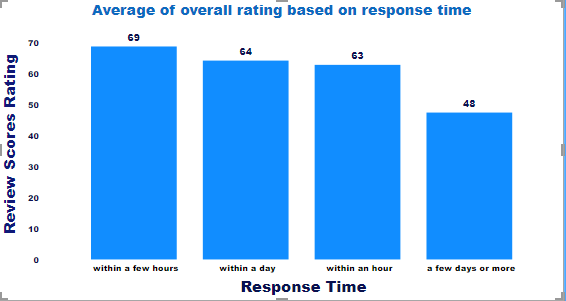 Average of overall rating based on response time
Review Scores Rating
70
60
50
40
30
20
10
0
69
64
63
48
within a few hours
within a day
within an hour
a few days or more
Response Time